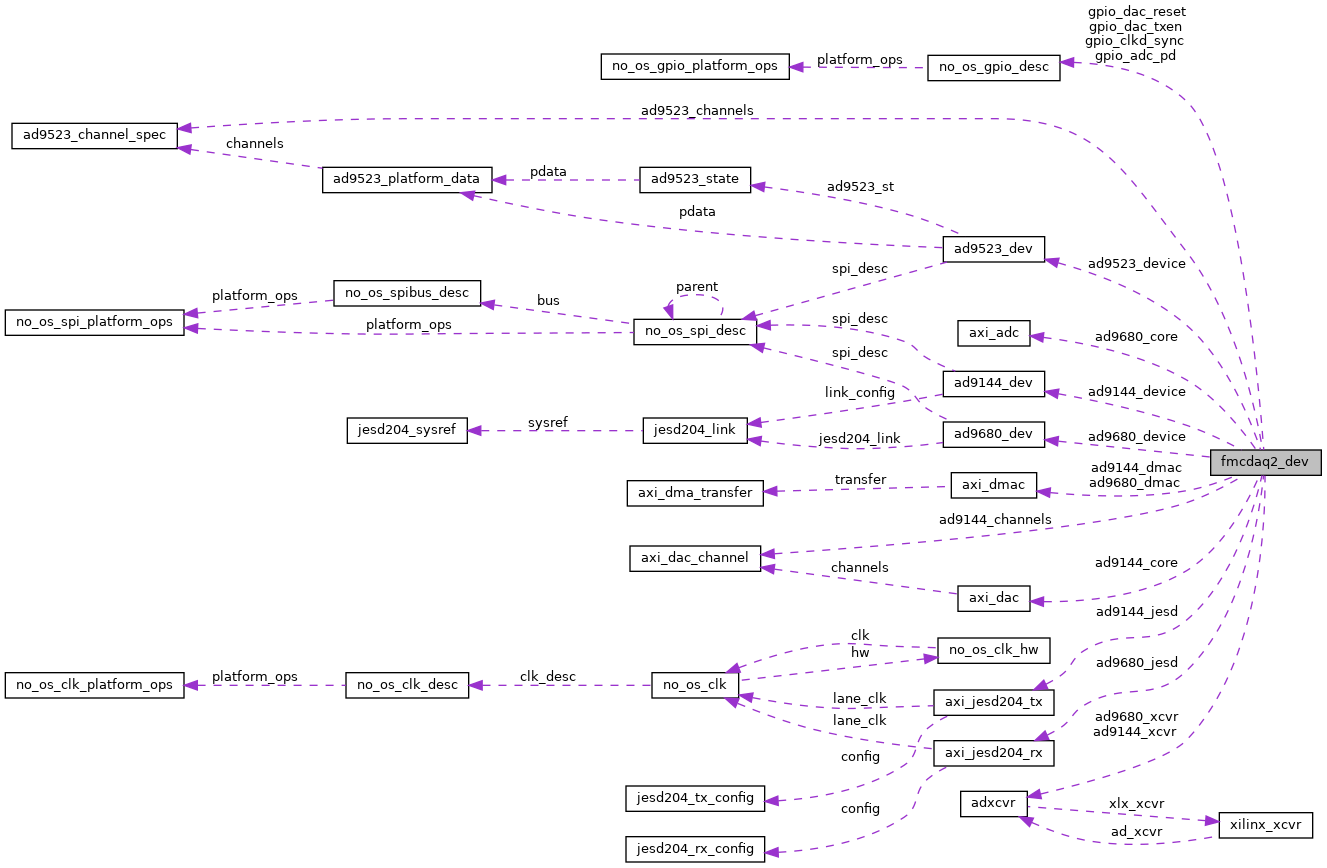 gpio_dac_reset
gpio_dac_txen
gpio_clkd_sync
gpio_adc_pd
no_os_gpio_platform_ops
platform_ops
no_os_gpio_desc
ad9523_channels
ad9523_channel_spec
channels
ad9523_platform_data
pdata
ad9523_state
ad9523_st
pdata
ad9523_dev
ad9523_device
spi_desc
parent
no_os_spibus_desc
platform_ops
bus
no_os_spi_platform_ops
platform_ops
no_os_spi_desc
spi_desc
axi_adc
ad9680_core
spi_desc
ad9144_dev
link_config
ad9144_device
jesd204_sysref
sysref
jesd204_link
jesd204_link
ad9680_dev
ad9680_device
fmcdaq2_dev
ad9144_dmac
ad9680_dmac
axi_dma_transfer
transfer
axi_dmac
ad9144_channels
axi_dac_channel
channels
axi_dac
ad9144_core
ad9144_jesd
clk
hw
no_os_clk_hw
ad9680_jesd
no_os_clk_platform_ops
platform_ops
no_os_clk_desc
clk_desc
no_os_clk
lane_clk
axi_jesd204_tx
lane_clk
ad9680_xcvr
ad9144_xcvr
config
axi_jesd204_rx
jesd204_tx_config
config
adxcvr
xlx_xcvr
ad_xcvr
xilinx_xcvr
jesd204_rx_config